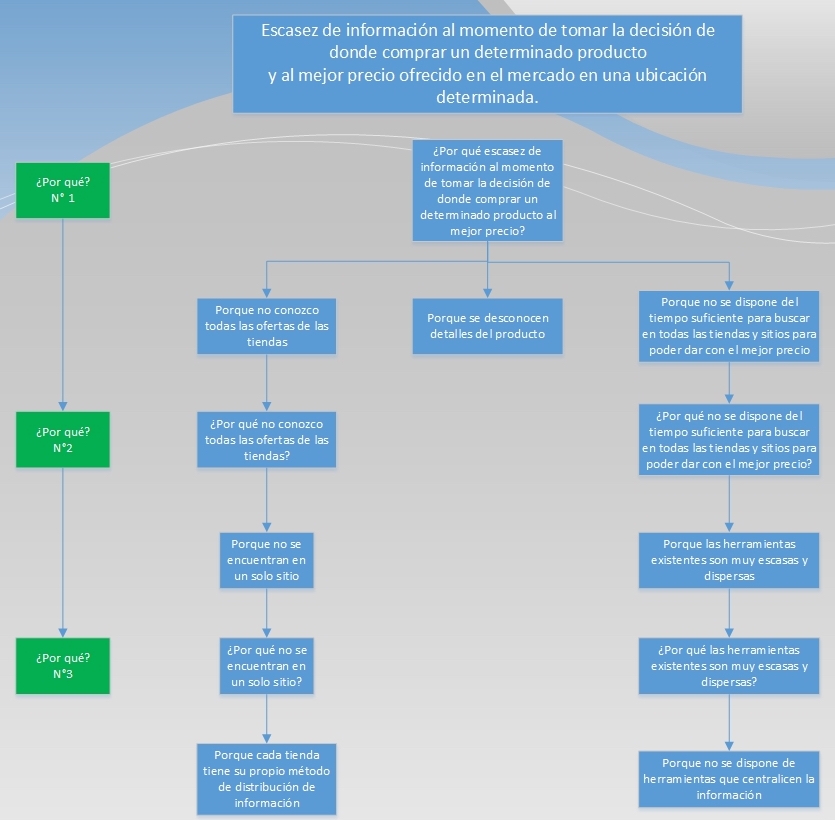 Escasez de información al momento de tomar la decisión de
donde comprar un determinado producto
y al mejor precio ofrecido en el mercado en una ubicación
determinada.
¿Por qué?
N° 1
¿Por qué escasez de
información al momento
de tomar la decisión de
donde comprar un
determinado producto al
mejor precio?
Porque no conozco
todas las ofertas de las
tiendas
Porque se desconocen
detalles del producto
Porque no se dispone del
tiempo suficiente para buscar
en todas las tiendas y sitios para
poder dar con el mejor precio
¿Por qué?
N°2
¿Por qué no conozco
todas las ofertas de las
tiendas?
¿Por qué no se dispone del
tiempo suficiente para buscar
en todas las tiendas y sitios para
poder dar con el mejor precio?
Porque no se
encuentran en
un solo sitio
Porque las herramientas
existentes son muy escasas y
dispersas
¿Por qué?
N°3
¿Por qué no se
encuentran en
un solo sitio?
¿Por qué las herramientas
existentes son muy escasas y
dispersas?
Porque cada tienda
tiene su propio método
de distribución de
información
Porque no se dispone de
herramientas que centralicen la
información